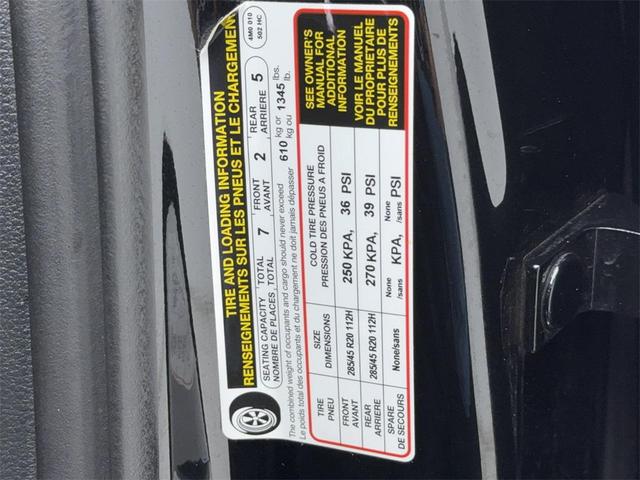 4M0 010
502 HC
TIRE AND LOADING INFORMATION
RENSEIGNEMENTS SUR LES PNEUS ET LE CHARGEMENT
SEATING CAPACITY TOTAL 7 FRONT 2 REAR 5
NOMBRE DE PLACES, TOTAL AVANT ARRIERE
The combined weight of occupants and cargo should never exceed 610 kg or 1345 lbs.
Le poids total des occupants et du chargement ne doit jamais dépasser kg ou lb.
TIRE SIZE COLD TIRE PRESSURE
PNEU DIMENSIONS PRESSION DES PNEUS A FROID
FRONT 285/45 R20 112H 250 KPA, 36 PSI
AVANT
REAR 285/45 R20 112H 270 KPA, 39 PSI
ARRIERE
SPARE None/sans None/sans KPA, None/sans PSI
DE SECOURS
SEE OWNER'S
MANUAL FOR
ADDITIONAL
INFORMATION
VOIR LE MANUEL
DU PROPRIETAIRE
POUR PLUS DE
RENSEIGNEMENTS